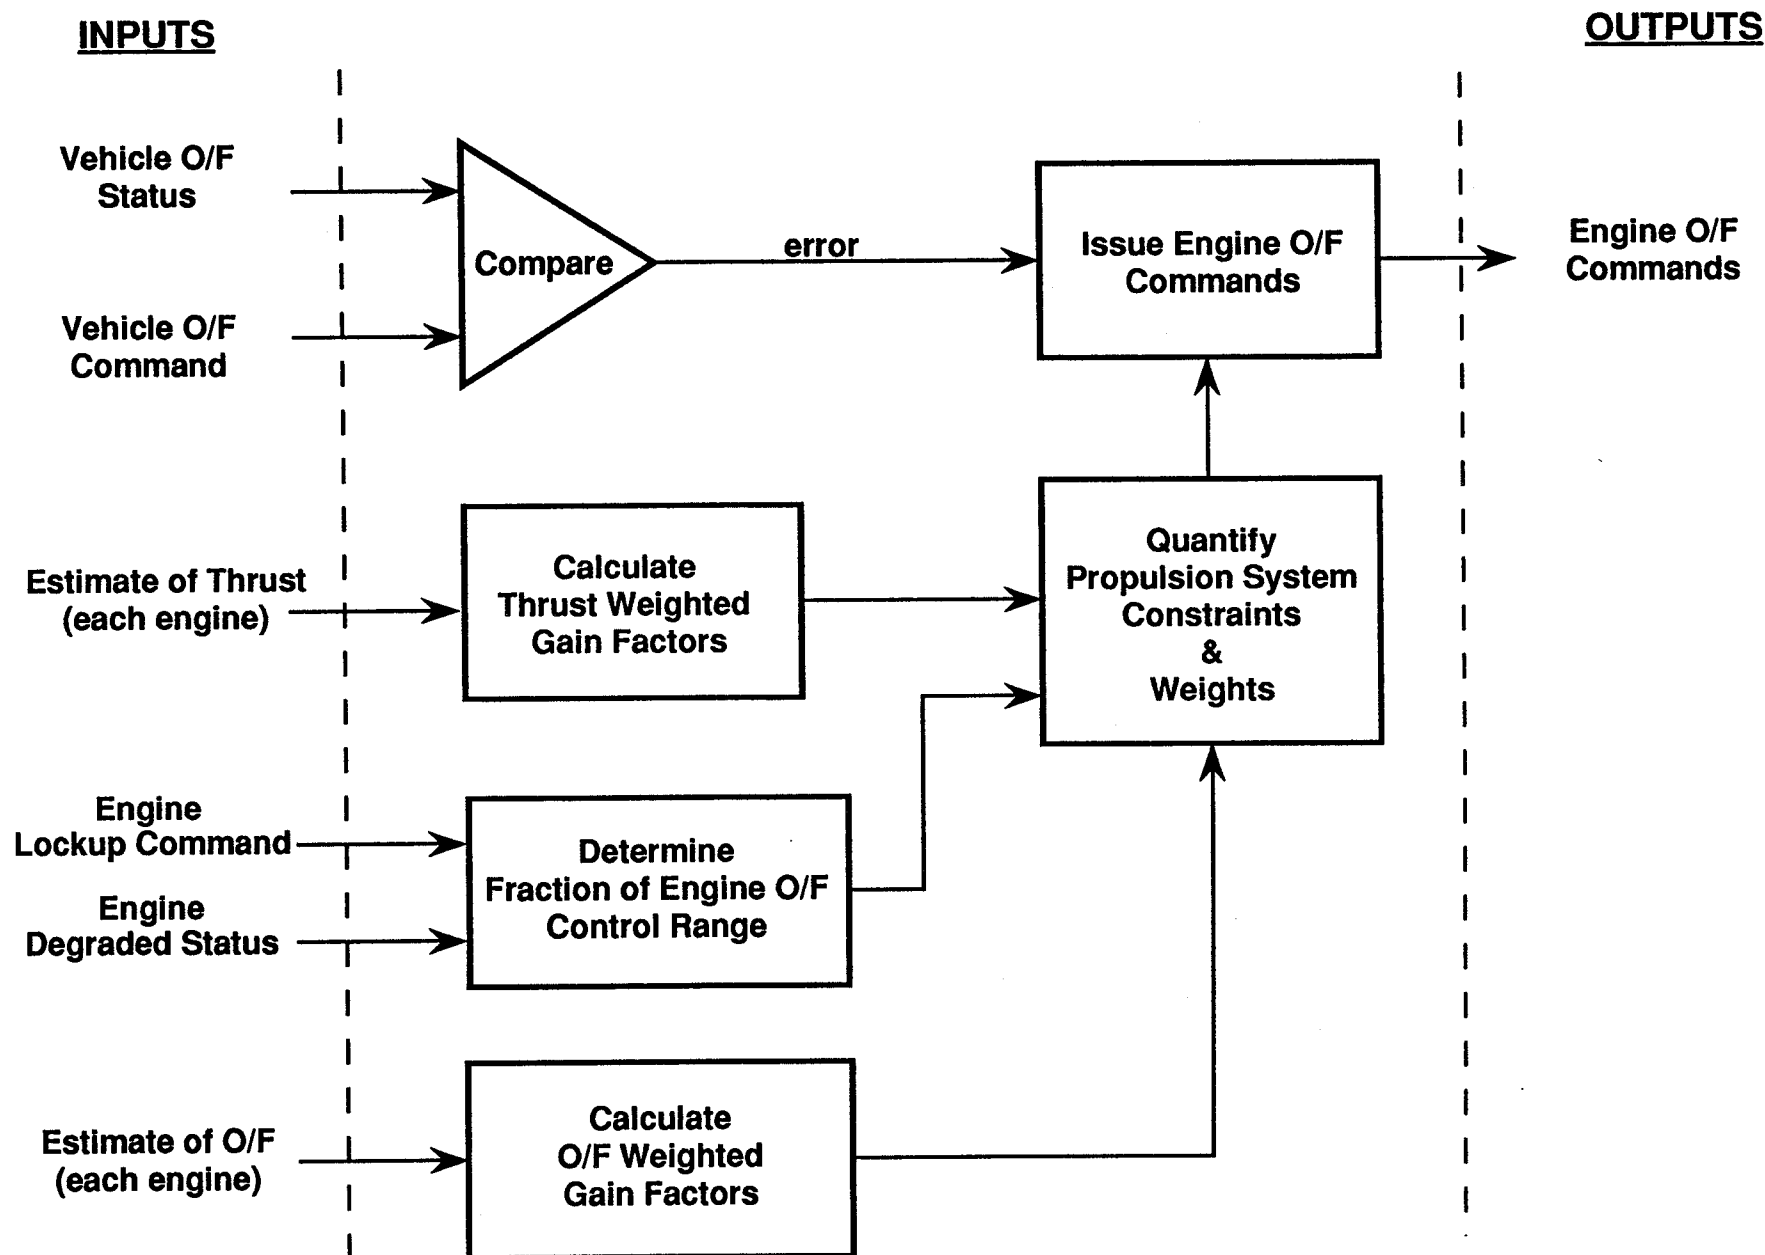 INPUTS
OUTPUTS
Vehicle O/F
Status
Vehicle O/F
Command
Compare
error
Issue Engine O/F
Commands
Engine O/F
Commands
Estimate of Thrust
(each engine)
Calculate
Thrust Weighted
Gain Factors
Quantify
Propulsion System
Constraints
&
Weights
Engine
Lockup Command
Engine
Degraded Status
Determine
Fraction of Engine O/F
Control Range
Estimate of O/F
(each engine)
Calculate
O/F Weighted
Gain Factors